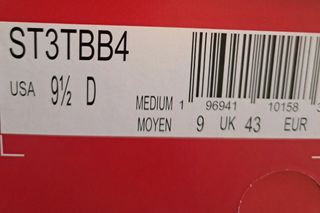 ST3TBB4
USA 9½ D
MEDIUM 1 96941 10158
MOYEN 9 UK 43 EUR